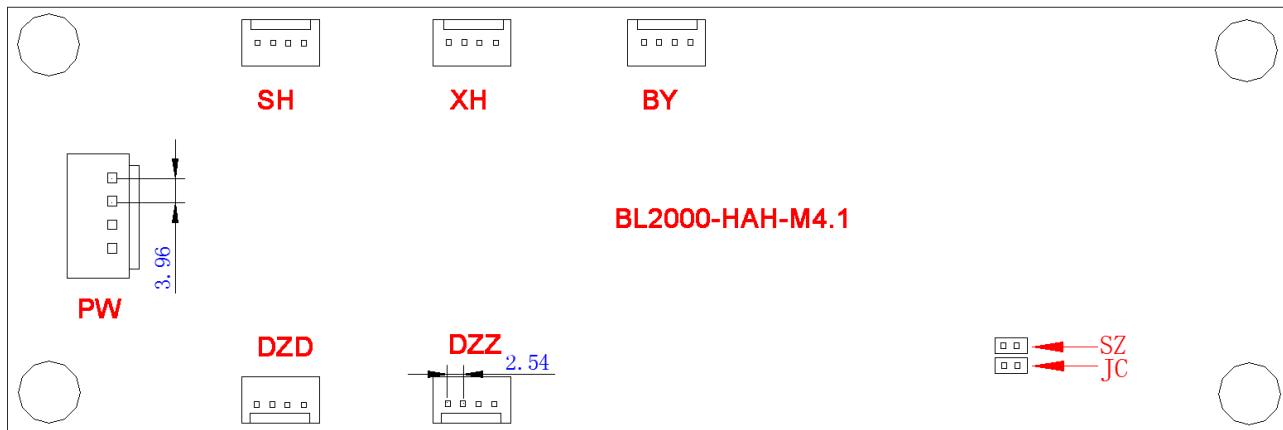 SH
XH
BY
BL2000-HAH-M4.1
3.96
PW
DZD
DZZ
2.54
SZ
JC